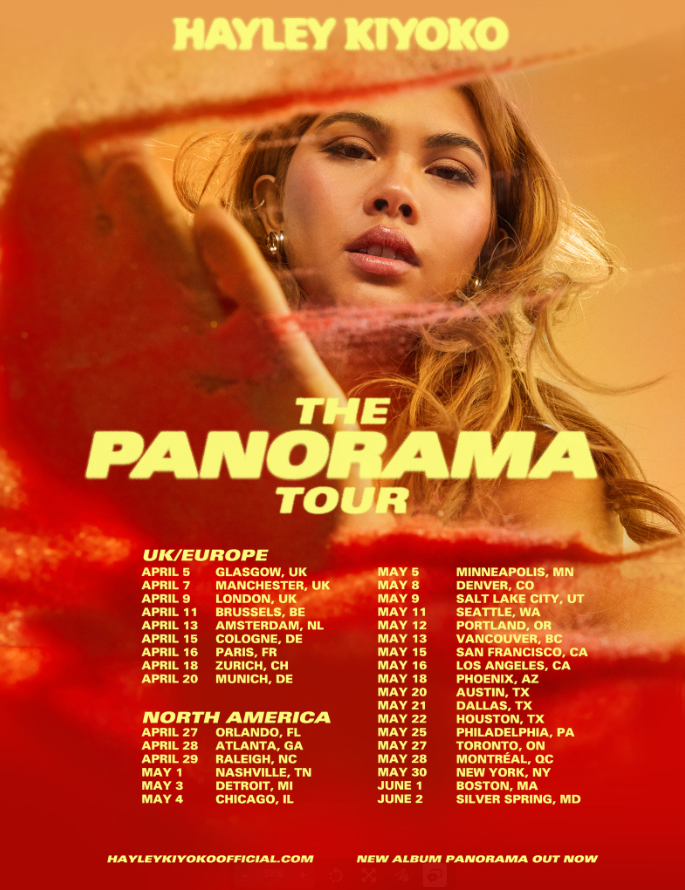 HAYLEY KIYOKO
THE
PANORAMA
TOUR
UK/EUROPE
APRIL 5 GLASGOW, UK
APRIL 7 MANCHESTER, UK
APRIL 9 LONDON, UK
APRIL 11 BRUSSELS, BE
APRIL 13 AMSTERDAM, NL
APRIL 15 COLOGNE, DE
APRIL 16 PARIS, FR
APRIL 18 ZURICH, CH
APRIL 20 MUNICH, DE
NORTH AMERICA
APRIL 27 ORLANDO, FL
APRIL 28 ATLANTA, GA
APRIL 29 RALEIGH, NC
MAY 1 NASHVILLE, TN
MAY 3 DETROIT, MI
MAY 4 CHICAGO, IL
MAY 5 MINNEAPOLIS, MN
MAY 8 DENVER, CO
MAY 9 SALT LAKE CITY, UT
MAY 11 SEATTLE, WA
MAY 12 PORTLAND, OR
MAY 13 VANCOUVER, BC
MAY 15 SAN FRANCISCO, CA
MAY 16 LOS ANGELES, CA
MAY 18 PHOENIX, AZ
MAY 20 AUSTIN, TX
MAY 21 DALLAS, TX
MAY 22 HOUSTON, TX
MAY 25 PHILADELPHIA, PA
MAY 27 TORONTO, ON
MAY 28 MONTRÉAL, QC
MAY 30 NEW YORK, NY
JUNE 1 BOSTON, MA
JUNE 2 SILVER SPRING, MD
HAYLEYKIYOKOOFFICIAL.COM NEW ALBUM PANORAMA OUT NOW